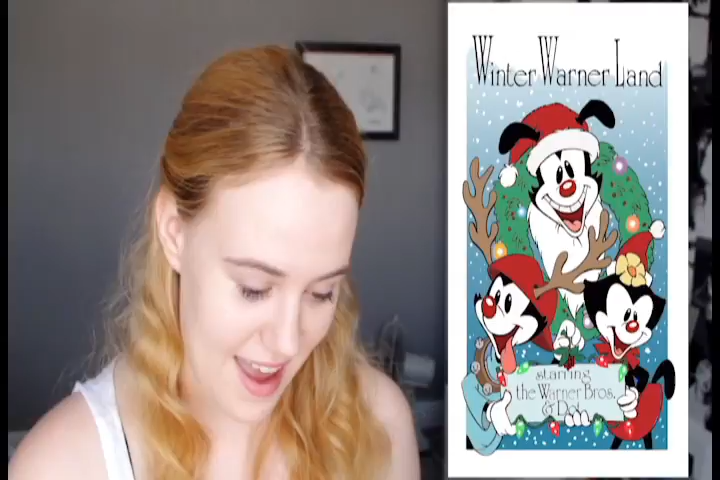 Winter Warner Land
starring
the Warner Bros.
& Dot!